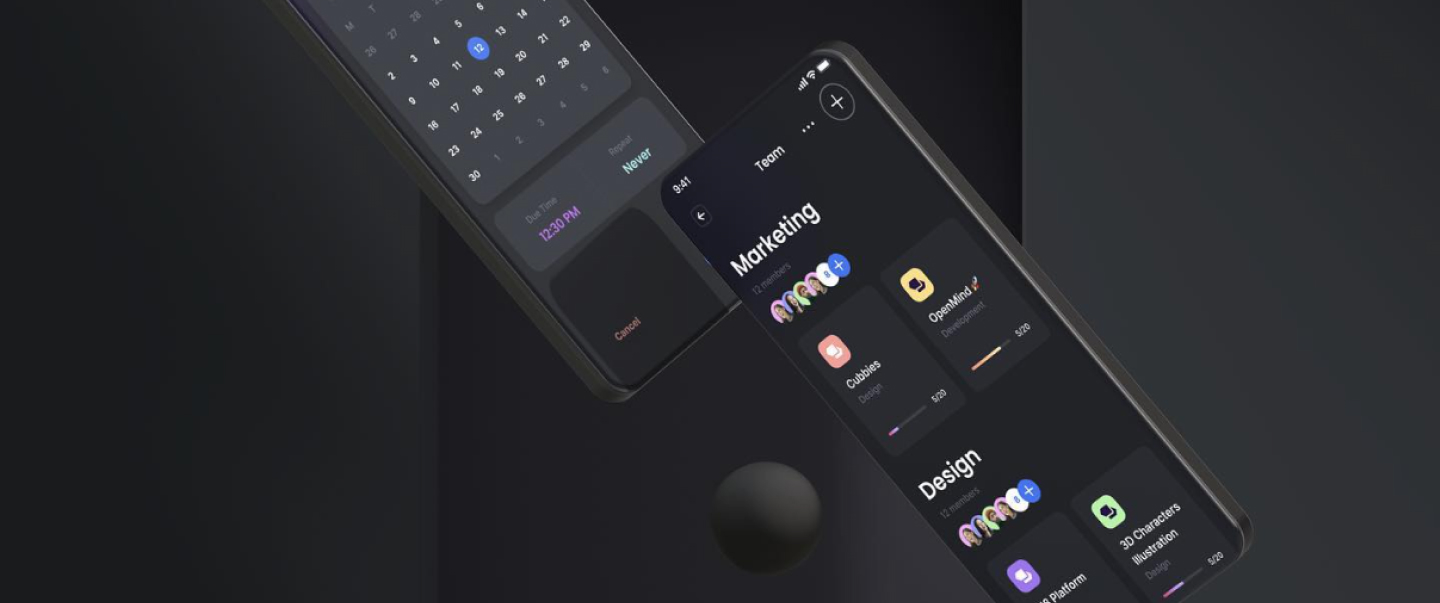 M T
26 27 28
2 3 4 5 6
9 10 11 12 13 14
16 17 18 19 20 21 22
23 24 25 26 27 28 29
30 1 2 3 4 5 6
Due Time
12:30 PM
Repeat
Never
Cancel
9:41
Team
Marketing
12 members
8
Cubbies
Design
5/20
OpenMind🚀
Development
5/20
Design
12 members
8
Platform
3D Characters
Illustration
Design
5/20